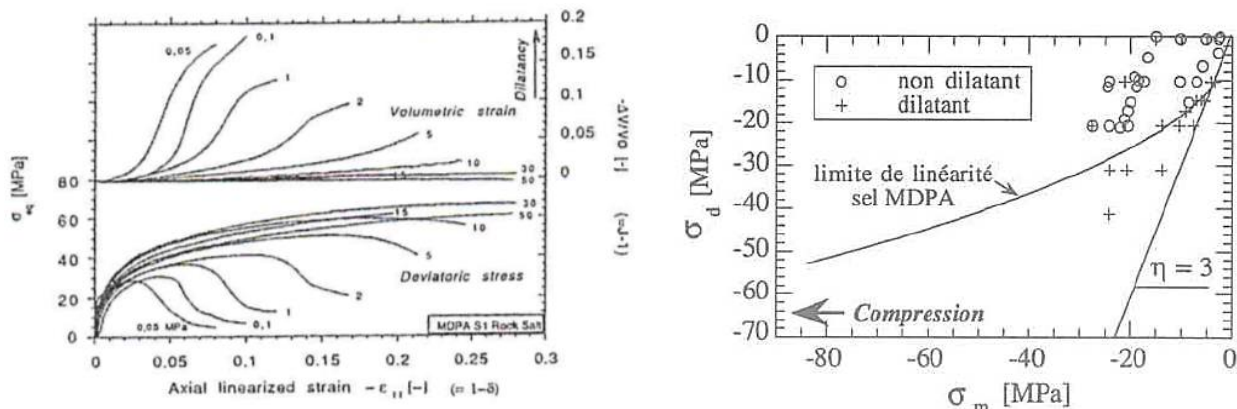 0,2
0,15
0,1
0,05
0
Dilatancy
-ΔV/V0 [-]
0,05
0,1
1
2
Volumetric strain
5
10
15
30
50
80
60
40
20
0
σeq [MPa]
30
15
50
10
5
Deviatoric stress
2
1
0,1
0,05 MPa
MDPA S1 Rock Salt
(υ=1)
0 0.05 0.1 0.15 0.2 0.25 0.3
Axial linearized strain -ε11 [-] (= 1-δ)
0
-10
-20
-30
-40
-50
-60
-70
σd [MPa]
o non dilatant
+ dilatant
limite de linéarité
sel MDPA
η = 3
Compression
-80 -60 -40 -20 0
σm [MPa]